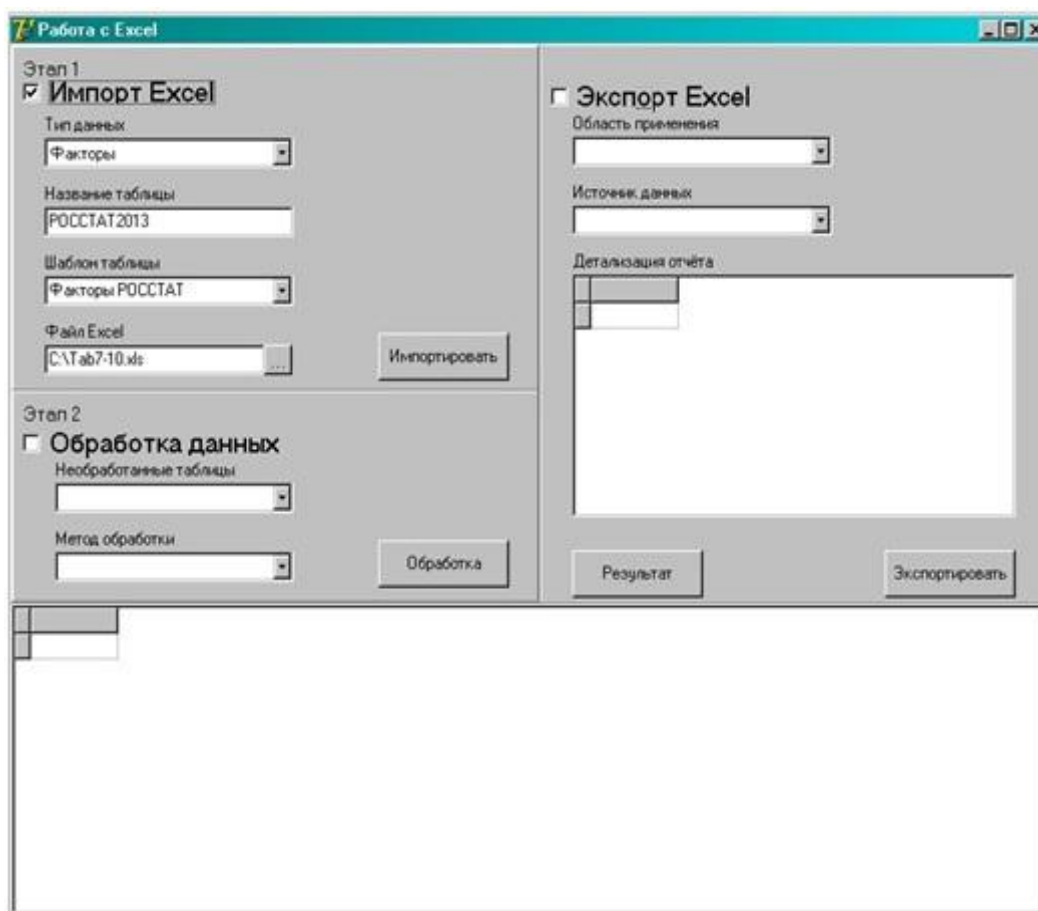 Работа с Excel
Этап 1
Импорт Excel
Тип данных
Факторы
Название таблицы
РОССТАТ2013
Шаблон таблицы
Факторы РОССТАТ
Файл Excel
C:\Tab7-10.xls
...
Импортировать
Этап 2
Обработка данных
Необработанные таблицы
Метод обработки
Обработка
Экспорт Excel
Область применения
Источник данных
Детализация отчёта
Результат
Экспортировать